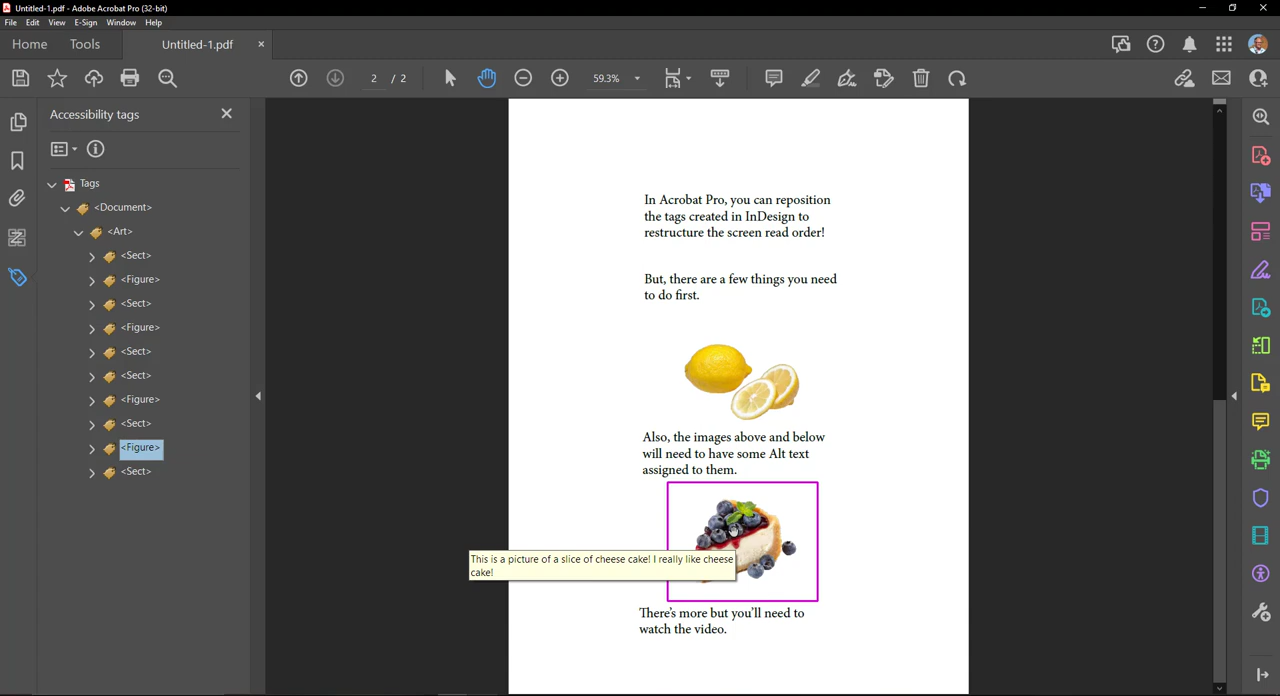 Untitled-1.pdf - Adobe Acrobat Pro (32-bit)
File Edit View E-Sign Window Help
Home Tools Untitled-1.pdf
2 / 2 59.3%
Accessibility tags
Tags
<Document>
<Art>
<Sect>
<Figure>
<Sect>
<Figure>
<Sect>
<Sect>
<Figure>
<Sect>
<Figure>
<Sect>
In Acrobat Pro, you can reposition
the tags created in InDesign to
restructure the screen read order!
But, there are a few things you need
to do first.
Also, the images above and below
will need to have some Alt text
assigned to them.
This is a picture of a slice of cheese cake! I really like cheese
cake!
There's more but you'll need to
watch the video.